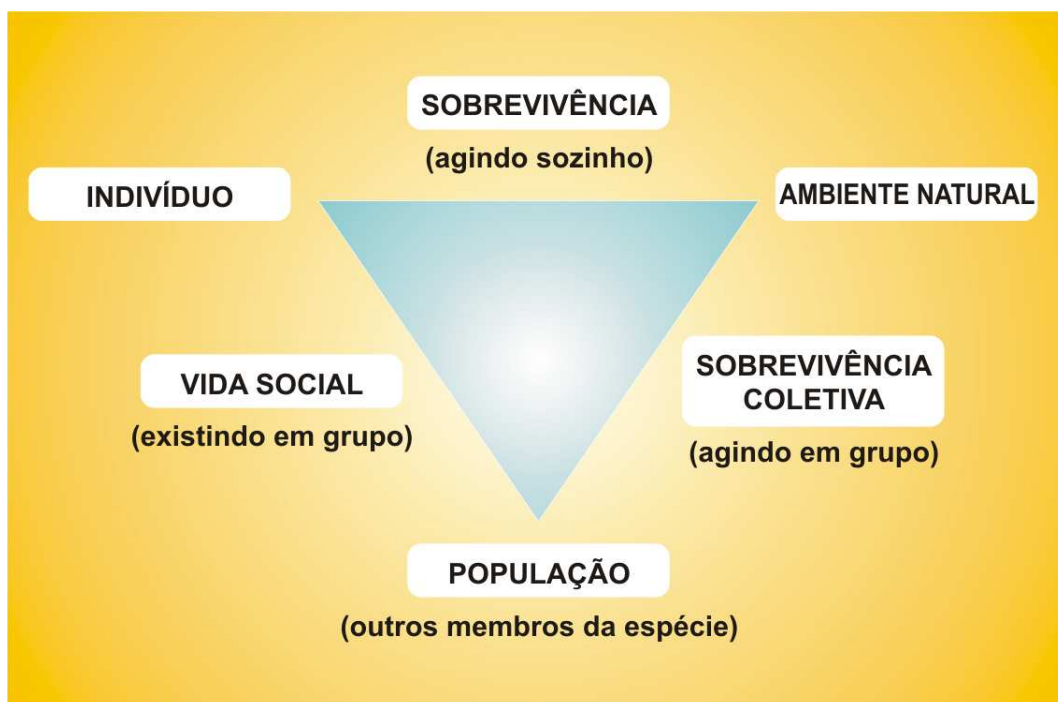 SOBREVIVÊNCIA
(agindo sozinho)
INDIVÍDUO
AMBIENTE NATURAL
VIDA SOCIAL
(existindo em grupo)
SOBREVIVÊNCIA
COLETIVA
(agindo em grupo)
POPULAÇÃO
(outros membros da espécie)